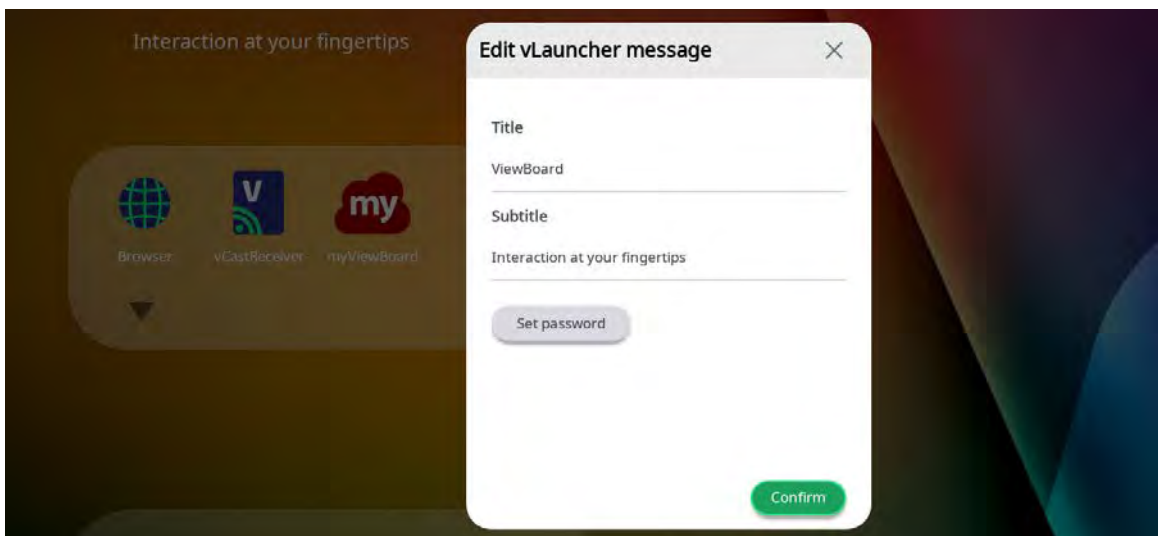 Interaction at your fingertips
Edit vLauncher message
Title
ViewBoard
Subtitle
Interaction at your fingertips
Set password
Confirm
V
my
Browser
vCastReceiver
myViewBoard